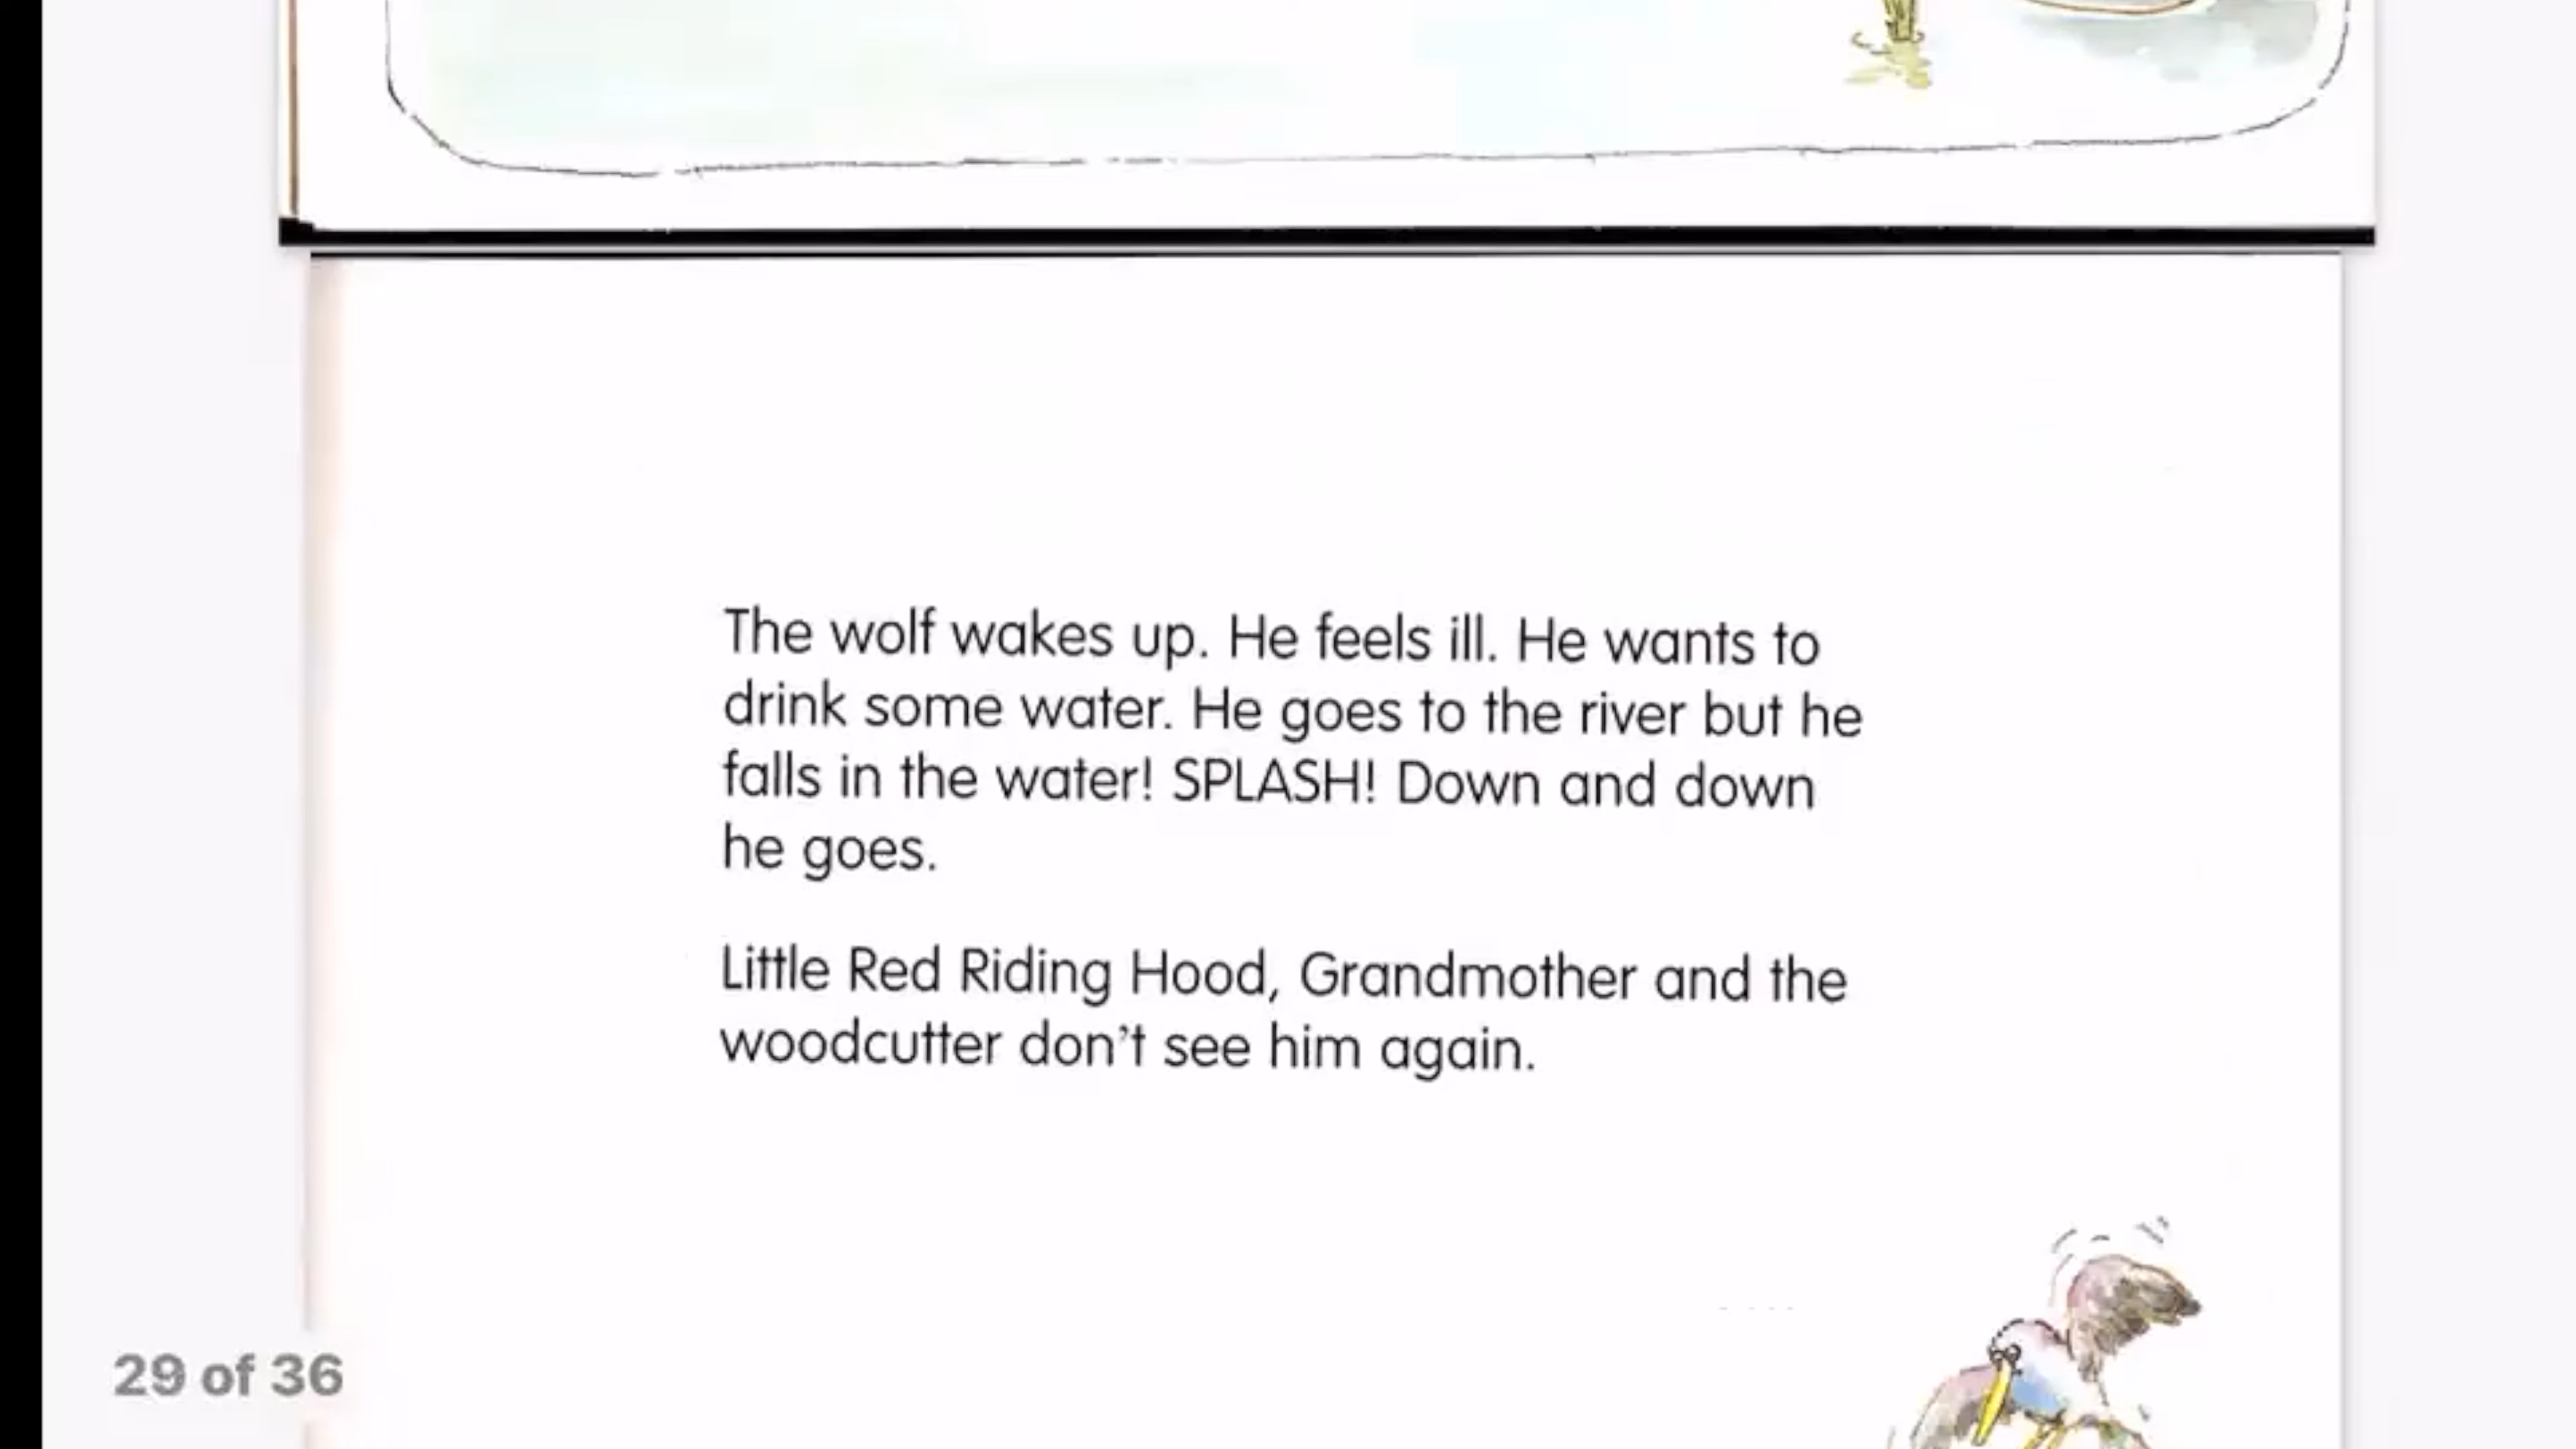 The wolf wakes up. He feels ill. He wants to
drink some water. He goes to the river but he
falls in the water! SPLASH! Down and down
he goes.
Little Red Riding Hood, Grandmother and the
woodcutter don't see him again.
29 of 36